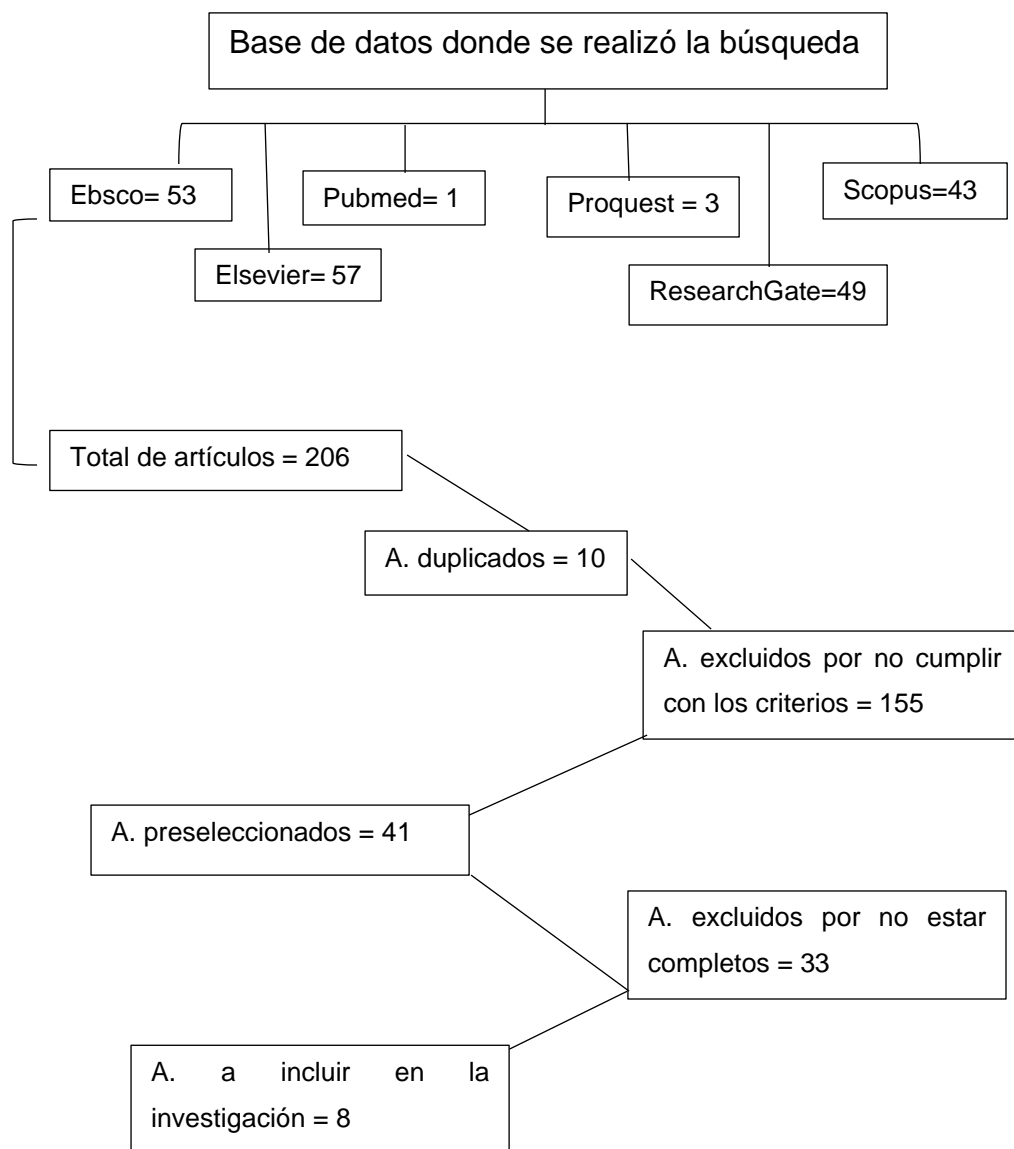 Base de datos donde se realizó la búsqueda
Ebsco= 53
Pubmed= 1
Proquest = 3
Scopus=43
Elsevier= 57
ResearchGate=49
Total de artículos = 206
A. duplicados = 10
A. excluidos por no cumplir
con los criterios = 155
A. preseleccionados = 41
A. excluidos por no estar
completos = 33
A. a incluir en la
investigación = 8